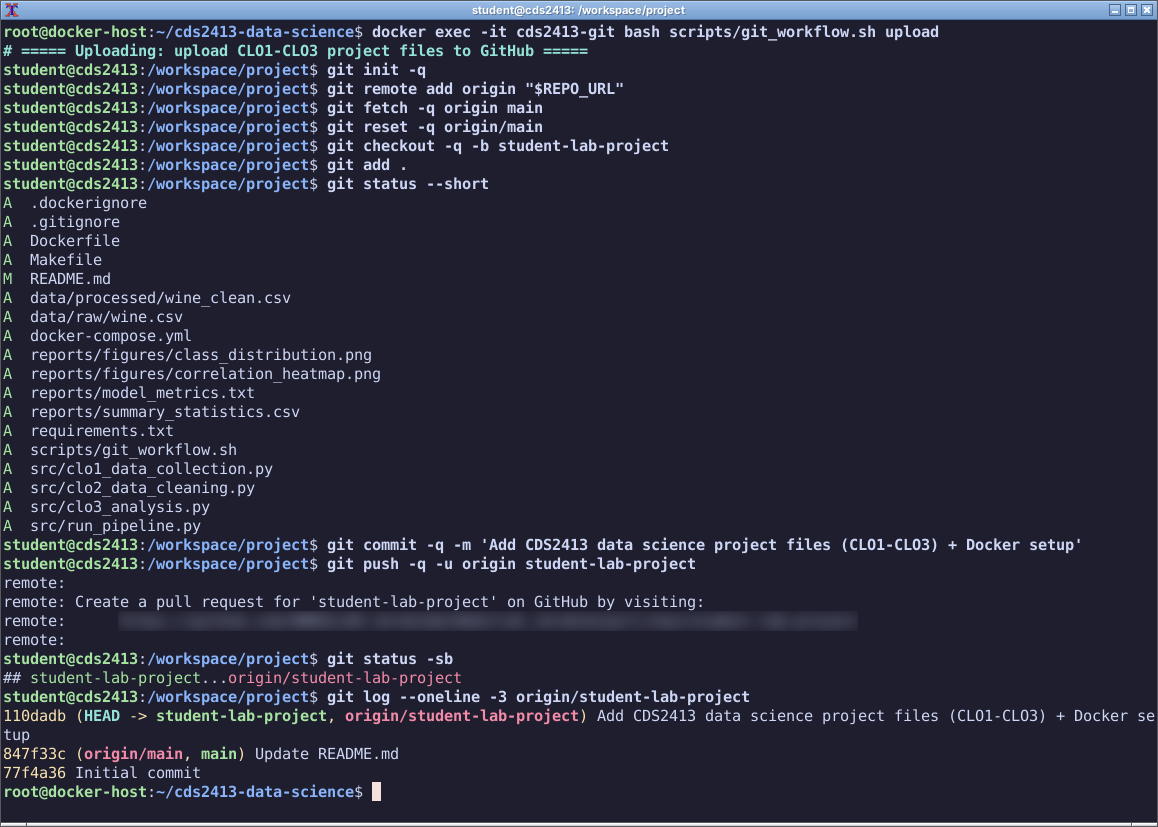 student@cds2413: /workspace/project
root@docker-host:~/cds2413-data-science$ docker exec -it cds2413-git bash scripts/git_workflow.sh upload
# ===== Uploading: upload CLO1-CLO3 project files to GitHub =====
student@cds2413:/workspace/project$ git init -q
student@cds2413:/workspace/project$ git remote add origin "$REPO_URL"
student@cds2413:/workspace/project$ git fetch -q origin main
student@cds2413:/workspace/project$ git reset -q origin/main
student@cds2413:/workspace/project$ git checkout -q -b student-lab-project
student@cds2413:/workspace/project$ git add .
student@cds2413:/workspace/project$ git status --short
A  .dockerignore
A  .gitignore
A  Dockerfile
A  Makefile
M  README.md
A  data/processed/wine_clean.csv
A  data/raw/wine.csv
A  docker-compose.yml
A  reports/figures/class_distribution.png
A  reports/figures/correlation_heatmap.png
A  reports/model_metrics.txt
A  reports/summary_statistics.csv
A  requirements.txt
A  scripts/git_workflow.sh
A  src/clo1_data_collection.py
A  src/clo2_data_cleaning.py
A  src/clo3_analysis.py
A  src/run_pipeline.py
student@cds2413:/workspace/project$ git commit -q -m 'Add CDS2413 data science project files (CLO1-CLO3) + Docker setup'
student@cds2413:/workspace/project$ git push -q -u origin student-lab-project
remote:
remote: Create a pull request for 'student-lab-project' on GitHub by visiting:
remote:
remote:
student@cds2413:/workspace/project$ git status -sb
## student-lab-project...origin/student-lab-project
student@cds2413:/workspace/project$ git log --oneline -3 origin/student-lab-project
110dadb (HEAD -> student-lab-project, origin/student-lab-project) Add CDS2413 data science project files (CLO1-CLO3) + Docker se
tup
847f33c (origin/main, main) Update README.md
77f4a36 Initial commit
root@docker-host:~/cds2413-data-science$